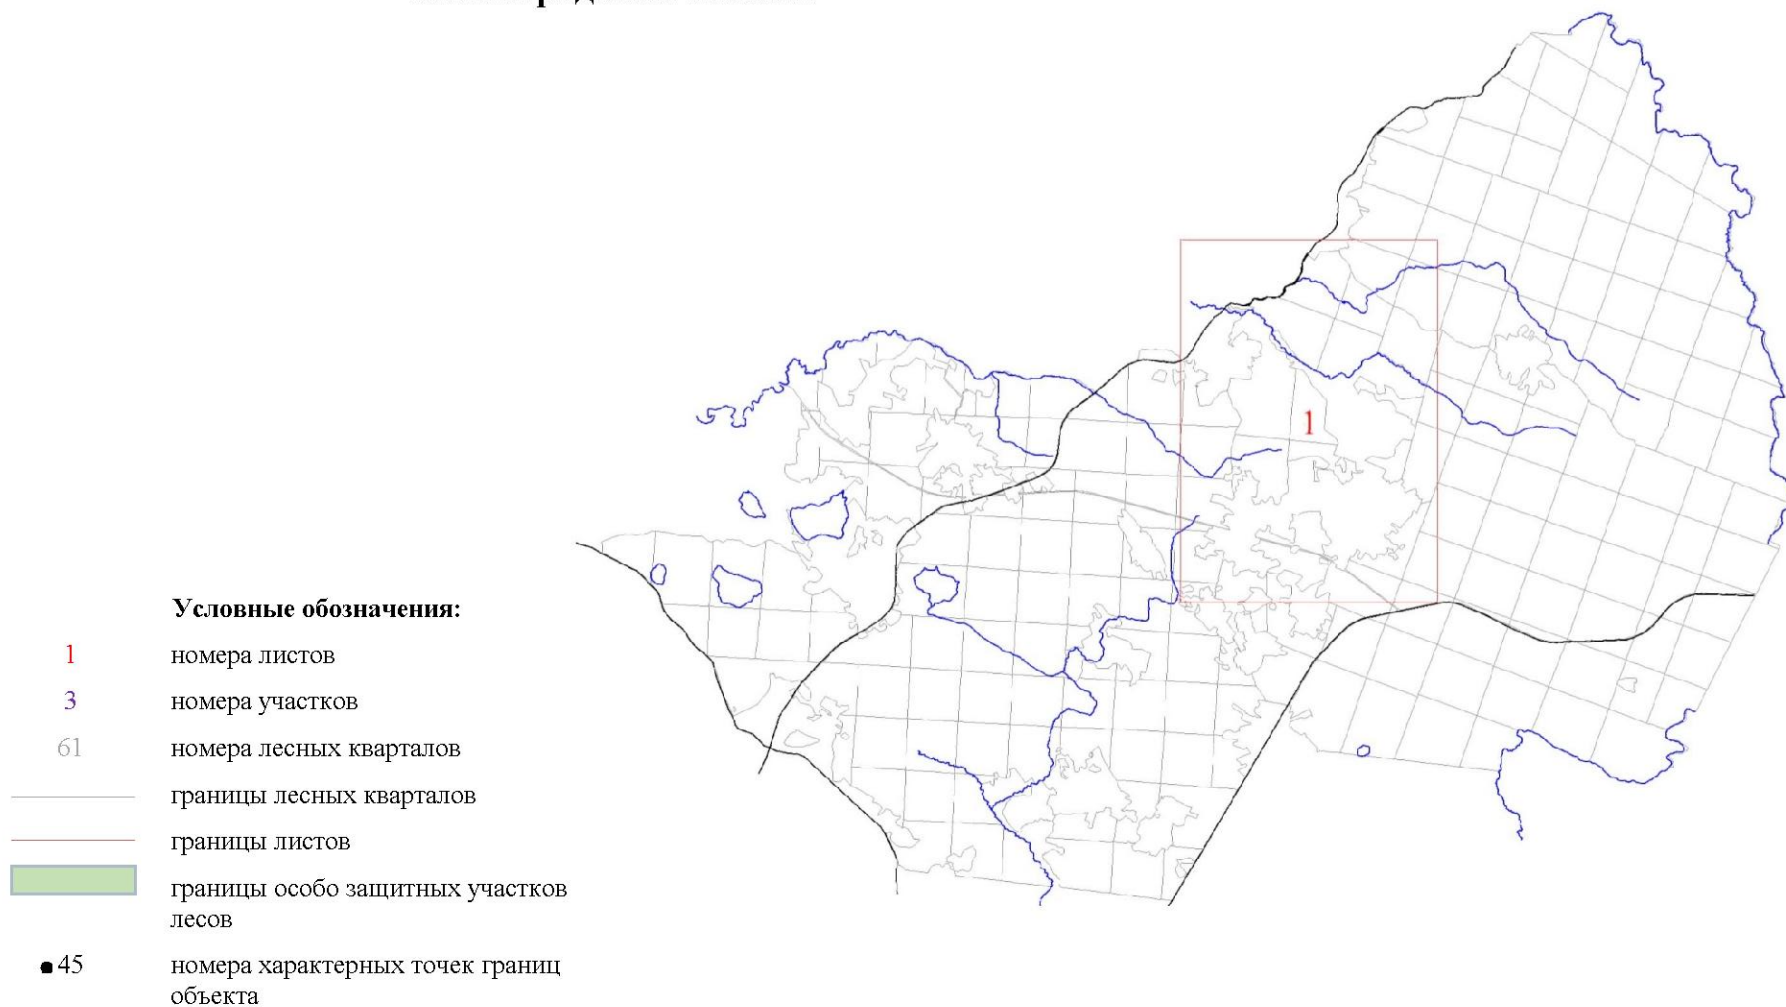 1
Условные обозначения:
1 номера листов
3 номера участков
61 номера лесных кварталов
границы лесных кварталов
границы листов
границы особо защитных участков
лесов
45 номера характерных точек границ
объекта